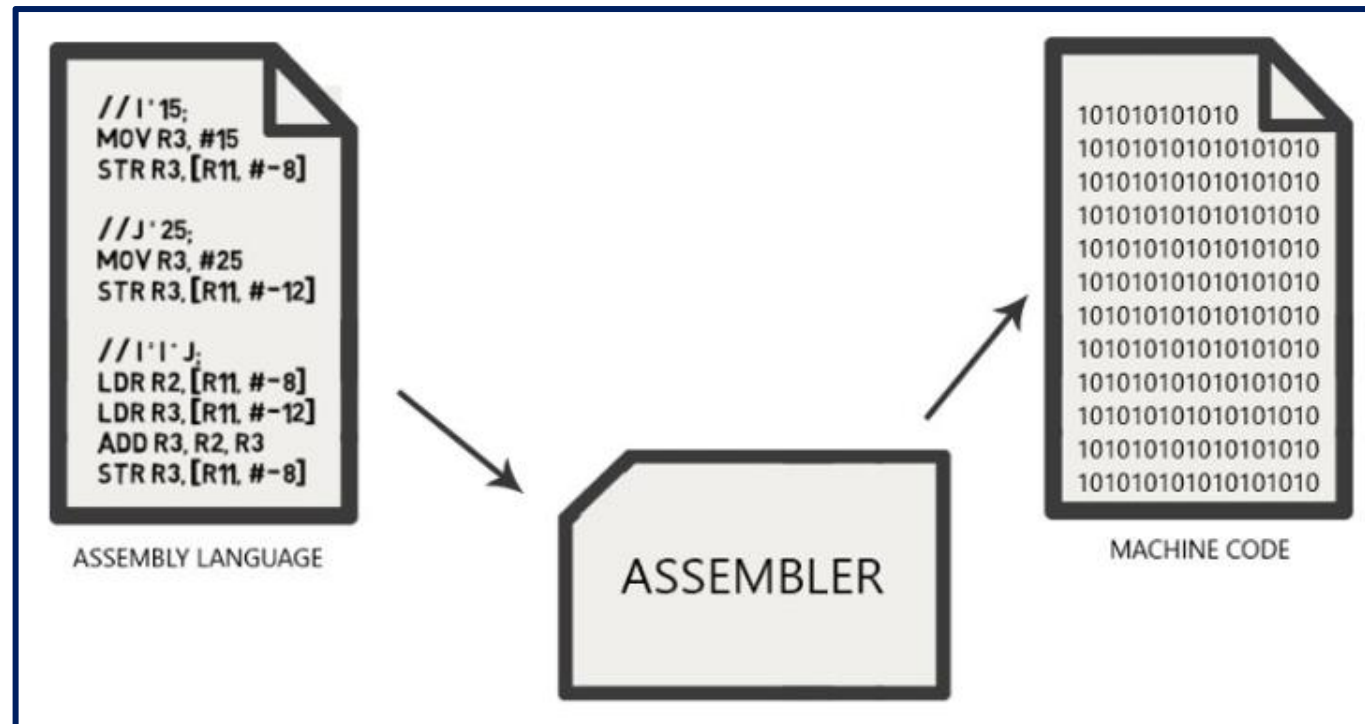 //I'15;
MOV R3, #15
STR R3, [R11, #-8]
//J'25;
MOV R3, #25
STR R3, [R11, #-12]
//I'I'J;
LDR R2, [R11, #-8]
LDR R3, [R11, #-12]
ADD R3, R2, R3
STR R3, [R11, #-8]
ASSEMBLY LANGUAGE
ASSEMBLER
101010101010
101010101010101010
101010101010101010
101010101010101010
101010101010101010
101010101010101010
101010101010101010
101010101010101010
101010101010101010
101010101010101010
101010101010101010
101010101010101010
MACHINE CODE